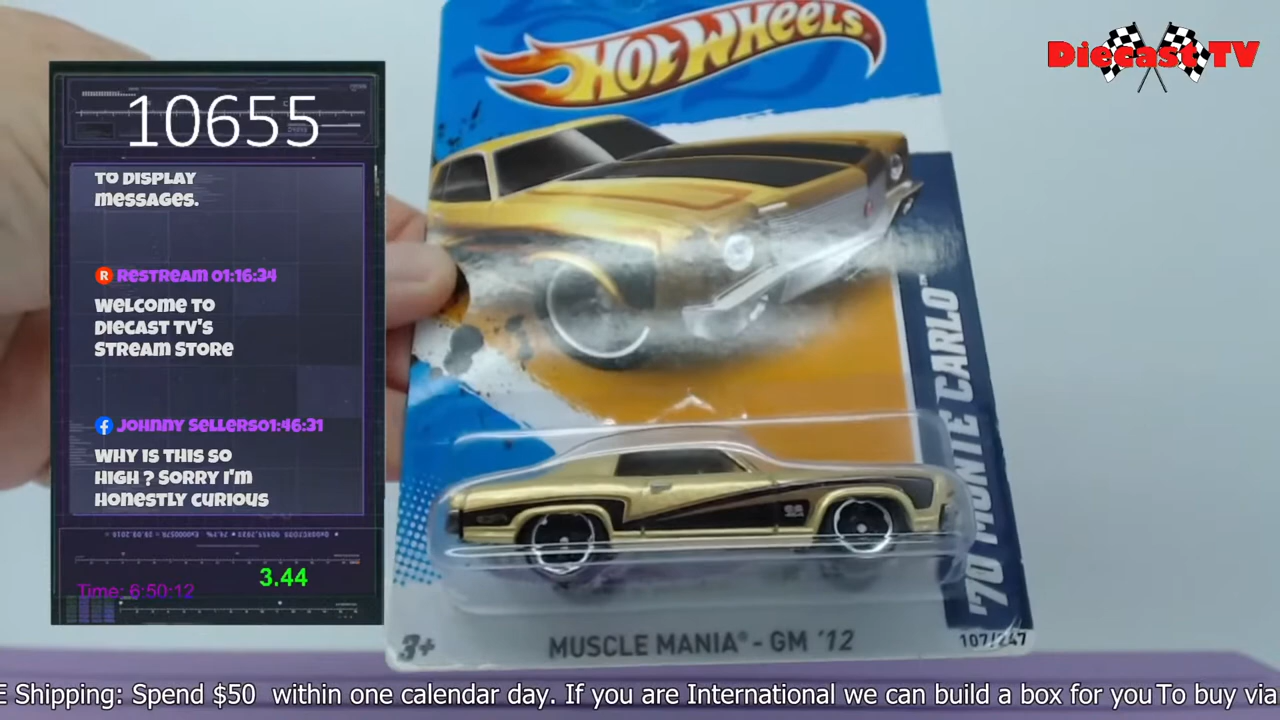 10655
TO DISPLAY
MESSAGES.
Restream 01:16:34
WELCOME TO
DIECAST TV'S
STREAM STORE
Johnny Sellers01:46:31
WHY IS THIS SO
HIGH ? SORRY I'M
HONESTLY CURIOUS
Time: 6:50:12
3.44
HOT WHEELS
Diecast TV
'70 MONTE CARLO™
3+
MUSCLE MANIA® - GM '12
107/247
E Shipping: Spend $50 within one calendar day. If you are International we can build a box for you To buy via